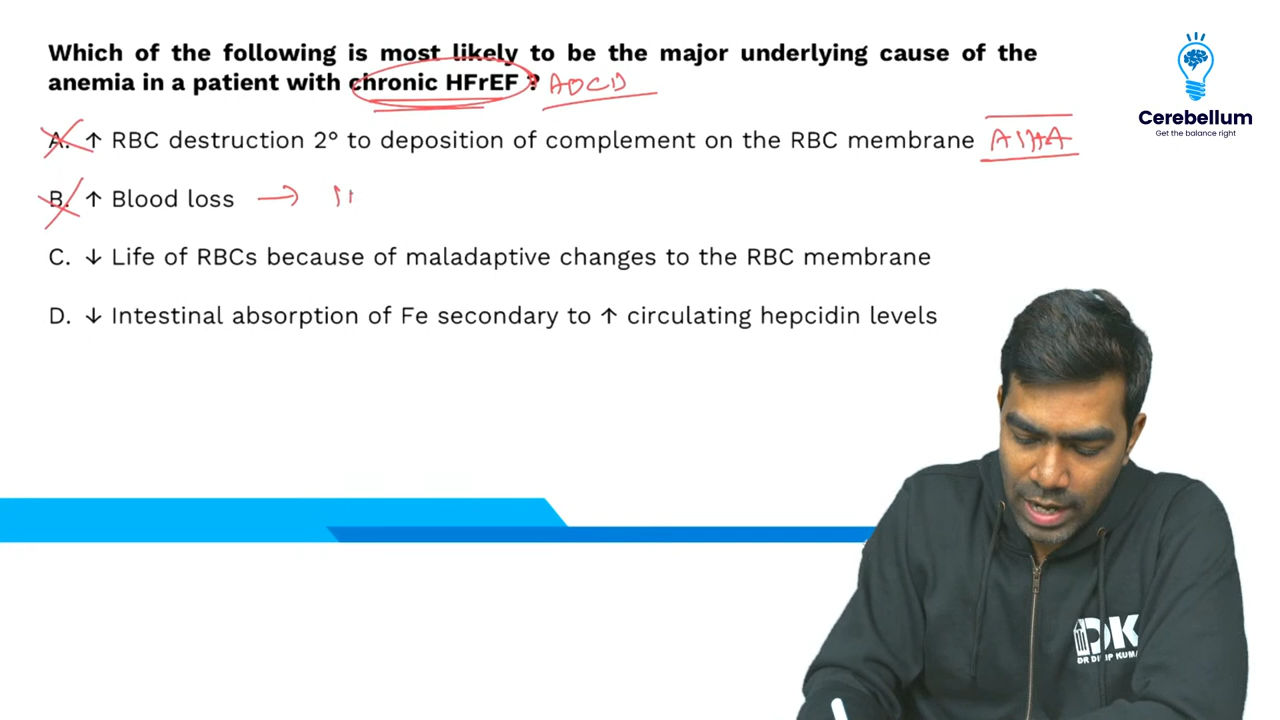 Which of the following is most likely to be the major underlying cause of the
anemia in a patient with chronic HFrEF ? AOCD
A. ↑ RBC destruction 2° to deposition of complement on the RBC membrane AIHA
B. ↑ Blood loss →
C. ↓ Life of RBCs because of maladaptive changes to the RBC membrane
D. ↓ Intestinal absorption of Fe secondary to ↑ circulating hepcidin levels
Cerebellum
Get the balance right
DK